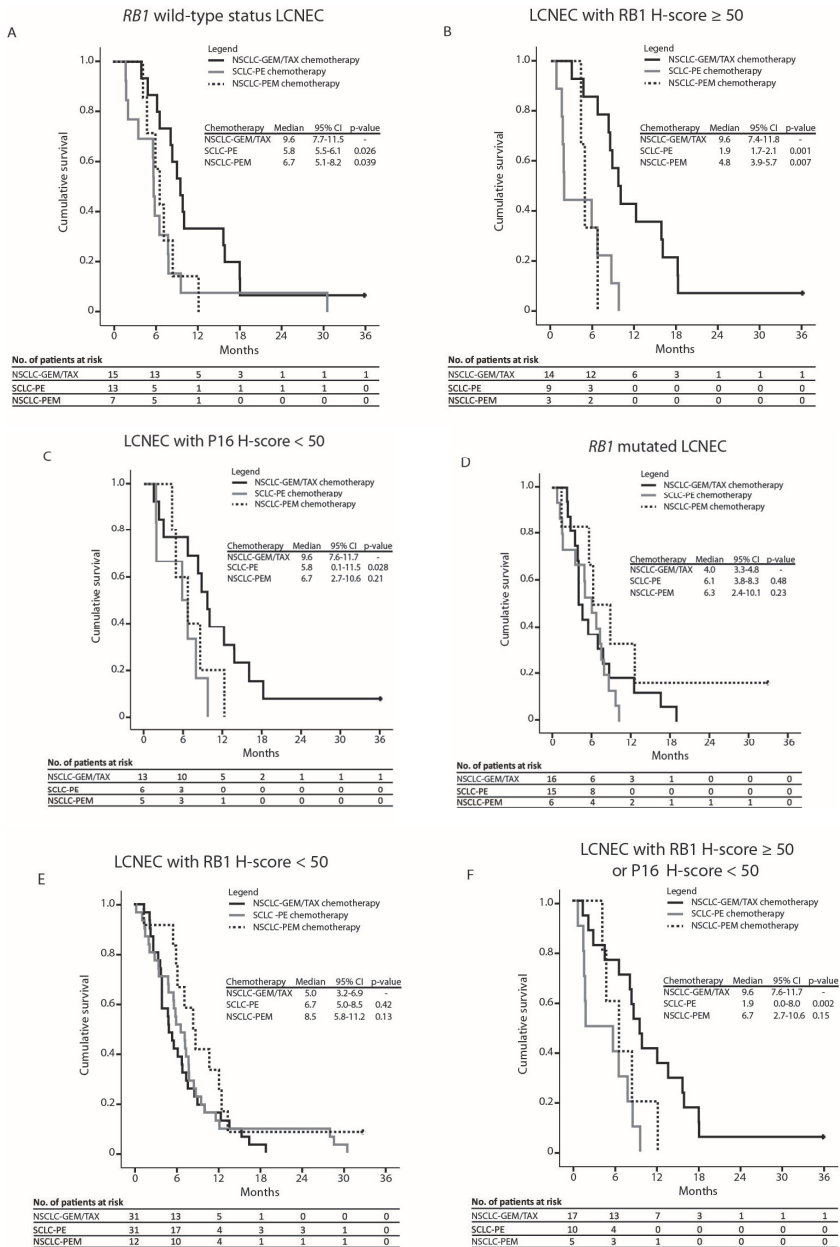 A
RB1 wild-type status LCNEC
Legend
NSCLC-GEM/TAX chemotherapy
SCLC-PE chemotherapy
NSCLC-PEM chemotherapy
Chemotherapy Median 95% CI p-value
NSCLC-GEM/TAX 9.6 7.7-11.5 -
SCLC-PE 5.8 5.5-6.1 0.026
NSCLC-PEM 6.7 5.1-8.2 0.039
Cumulative survival
1.0
0.8
0.6
0.4
0.2
0
0 6 12 18 24 30 36
Months
No. of patients at risk
NSCLC-GEM/TAX 15 13 5 3 1 1 1
SCLC-PE 13 5 1 1 1 1 0
NSCLC-PEM 7 5 1 0 0 0 0
B
LCNEC with RB1 H-score ≥ 50
Legend
NSCLC-GEM/TAX chemotherapy
SCLC-PE chemotherapy
NSCLC-PEM chemotherapy
Chemotherapy Median 95% CI p-value
NSCLC-GEM/TAX 9.6 7.4-11.8 -
SCLC-PE 1.9 1.7-2.1 0.001
NSCLC-PEM 4.8 3.9-5.7 0.007
Cumulative survival
1.0
0.8
0.6
0.4
0.2
0
0 6 12 18 24 30 36
Months
No. of patients at risk
NSCLC-GEM/TAX 14 12 6 3 1 1 1
SCLC-PE 9 3 0 0 0 0 0
NSCLC-PEM 3 2 0 0 0 0 0
C
LCNEC with P16 H-score < 50
Legend
NSCLC-GEM/TAX chemotherapy
SCLC-PE chemotherapy
NSCLC-PEM chemotherapy
Chemotherapy Median 95% CI p-value
NSCLC-GEM/TAX 9.6 7.6-11.7 -
SCLC-PE 5.8 0.1-11.5 0.028
NSCLC-PEM 6.7 2.7-10.6 0.21
Cumulative survival
1.0
0.8
0.6
0.4
0.2
0
0 6 12 18 24 30 36
Months
No. of patients at risk
NSCLC-GEM/TAX 13 10 5 2 1 1 1
SCLC-PE 6 3 0 0 0 0 0
NSCLC-PEM 5 3 1 0 0 0 0
D
RB1 mutated LCNEC
Legend
NSCLC-GEM/TAX chemotherapy
SCLC-PE chemotherapy
NSCLC-PEM chemotherapy
Chemotherapy Median 95% CI p-value
NSCLC-GEM/TAX 4.0 3.3-4.8 -
SCLC-PE 6.1 3.8-8.3 0.48
NSCLC-PEM 6.3 2.4-10.1 0.23
Cumulative survival
1.0
0.8
0.6
0.4
0.2
0
0 6 12 18 24 30 36
Months
No. of patients at risk
NSCLC-GEM/TAX 16 6 3 1 0 0 0
SCLC-PE 15 8 0 0 0 0 0
NSCLC-PEM 6 4 2 1 1 1 0
E
LCNEC with RB1 H-score < 50
Legend
NSCLC-GEM/TAX chemotherapy
SCLC -PE chemotherapy
NSCLC-PEM chemotherapy
Chemotherapy Median 95% CI p-value
NSCLC-GEM/TAX 5.0 3.2-6.9 -
SCLC-PE 6.7 5.0-8.5 0.42
NSCLC-PEM 8.5 5.8-11.2 0.13
Cumulative survival
1.0
0.8
0.6
0.4
0.2
0
0 6 12 18 24 30 36
Months
No. of patients at risk
NSCLC-GEM/TAX 31 13 5 1 0 0 0
SCLC-PE 31 17 4 3 3 1 0
NSCLC-PEM 12 10 4 1 1 1 0
F
LCNEC with RB1 H-score ≥ 50
or P16 H-score < 50
Legend
NSCLC-GEM/TAX chemotherapy
SCLC-PE chemotherapy
NSCLC-PEM chemotherapy
Chemotherapy Median 95% CI p-value
NSCLC-GEM/TAX 9.6 7.6-11.7 -
SCLC-PE 1.9 0.0-8.0 0.002
NSCLC-PEM 6.7 2.7-10.6 0.15
Cumulative survival
1.0
0.8
0.6
0.4
0.2
0
0 6 12 18 24 30 36
Months
No. of patients at risk
NSCLC-GEM/TAX 17 13 7 3 1 1 1
SCLC-PE 10 4 0 0 0 0 0
NSCLC-PEM 5 3 1 0 0 0 0